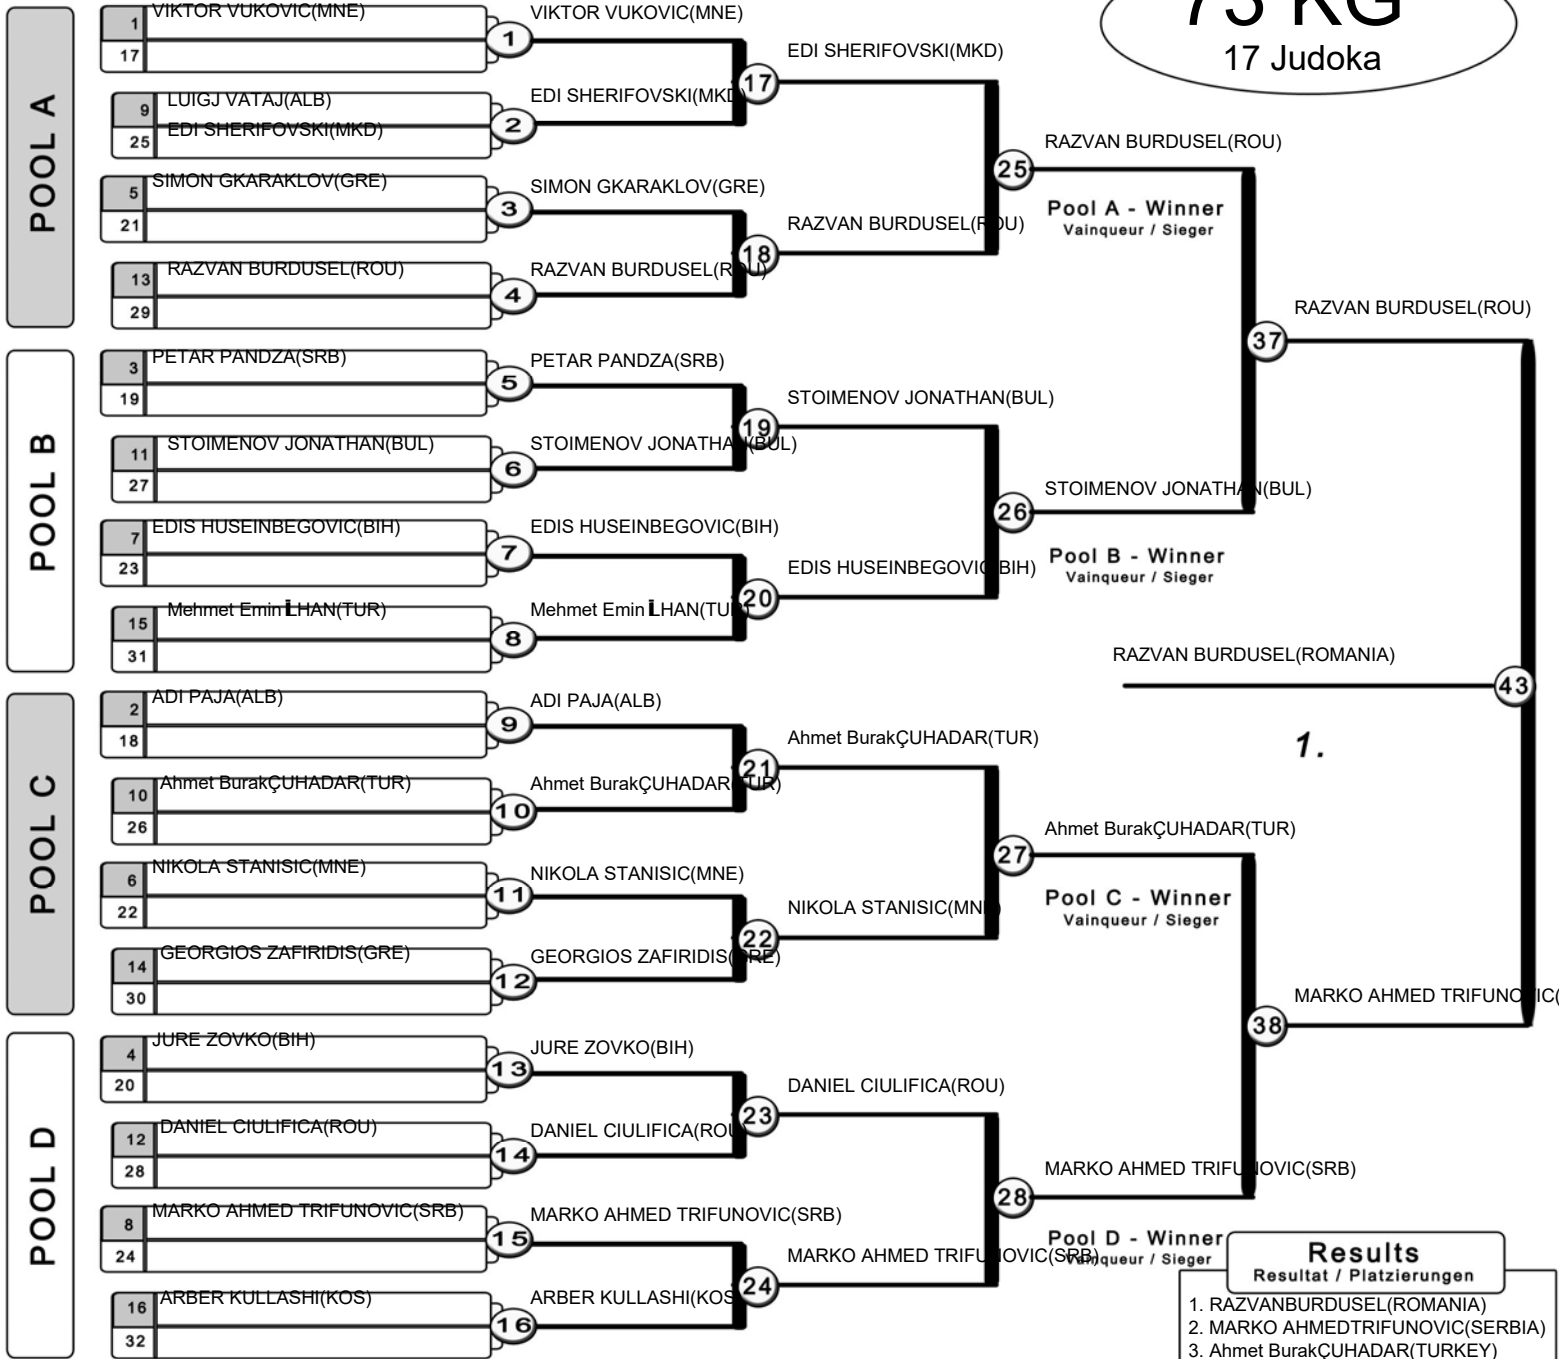 73 KG
17 Judoka
POOL A
1 VIKTOR VUKOVIC(MNE)
17
1
9 LUIGJ VATAJ(ALB)
25 EDI SHERIFOVSKI(MKD)
2
5 SIMON GKARAKLOV(GRE)
21
3
13 RAZVAN BURDUSEL(ROU)
29
4
VIKTOR VUKOVIC(MNE)
EDI SHERIFOVSKI(MKD)
17
SIMON GKARAKLOV(GRE)
RAZVAN BURDUSEL(ROU)
18
EDI SHERIFOVSKI(MKD)
RAZVAN BURDUSEL(ROU)
25
RAZVAN BURDUSEL(ROU)
Pool A - Winner
Vainqueur / Sieger
POOL B
3 PETAR PANDZA(SRB)
19
5
11 STOIMENOV JONATHAN(BUL)
27
6
7 EDIS HUSEINBEGOVIC(BIH)
23
7
15 Mehmet Emin İLHAN(TUR)
31
8
PETAR PANDZA(SRB)
STOIMENOV JONATHAN(BUL)
19
EDIS HUSEINBEGOVIC(BIH)
Mehmet Emin İLHAN(TUR)
20
STOIMENOV JONATHAN(BUL)
EDIS HUSEINBEGOVIC(BIH)
26
STOIMENOV JONATHAN(BUL)
Pool B - Winner
Vainqueur / Sieger
37
RAZVAN BURDUSEL(ROU)
RAZVAN BURDUSEL(ROMANIA)
43
1.
POOL C
2 ADI PAJA(ALB)
18
9
10 Ahmet BurakÇUHADAR(TUR)
26
10
6 NIKOLA STANISIC(MNE)
22
11
14 GEORGIOS ZAFIRIDIS(GRE)
30
12
ADI PAJA(ALB)
Ahmet BurakÇUHADAR(TUR)
21
NIKOLA STANISIC(MNE)
GEORGIOS ZAFIRIDIS(GRE)
22
Ahmet BurakÇUHADAR(TUR)
NIKOLA STANISIC(MNE)
27
Ahmet BurakÇUHADAR(TUR)
Pool C - Winner
Vainqueur / Sieger
38
MARKO AHMED TRIFUNOVIC(
POOL D
4 JURE ZOVKO(BIH)
20
13
12 DANIEL CIULIFICA(ROU)
28
14
8 MARKO AHMED TRIFUNOVIC(SRB)
24
15
16 ARBER KULLASHI(KOS)
32
16
JURE ZOVKO(BIH)
DANIEL CIULIFICA(ROU
23
MARKO AHMED TRIFUNOVIC(SRB)
ARBER KULLASHI(KOS
24
DANIEL CIULIFICA(ROU)
MARKO AHMED TRIFUNOVIC(SRB)
28
MARKO AHMED TRIFUNOVIC(SRB)
Pool D - Winner
Vainqueur / Sieger
Results
Resultat / Platzierungen
1. RAZVANBURDUSEL(ROMANIA)
2. MARKO AHMEDTRIFUNOVIC(SERBIA)
3. Ahmet BurakÇUHADAR(TURKEY)